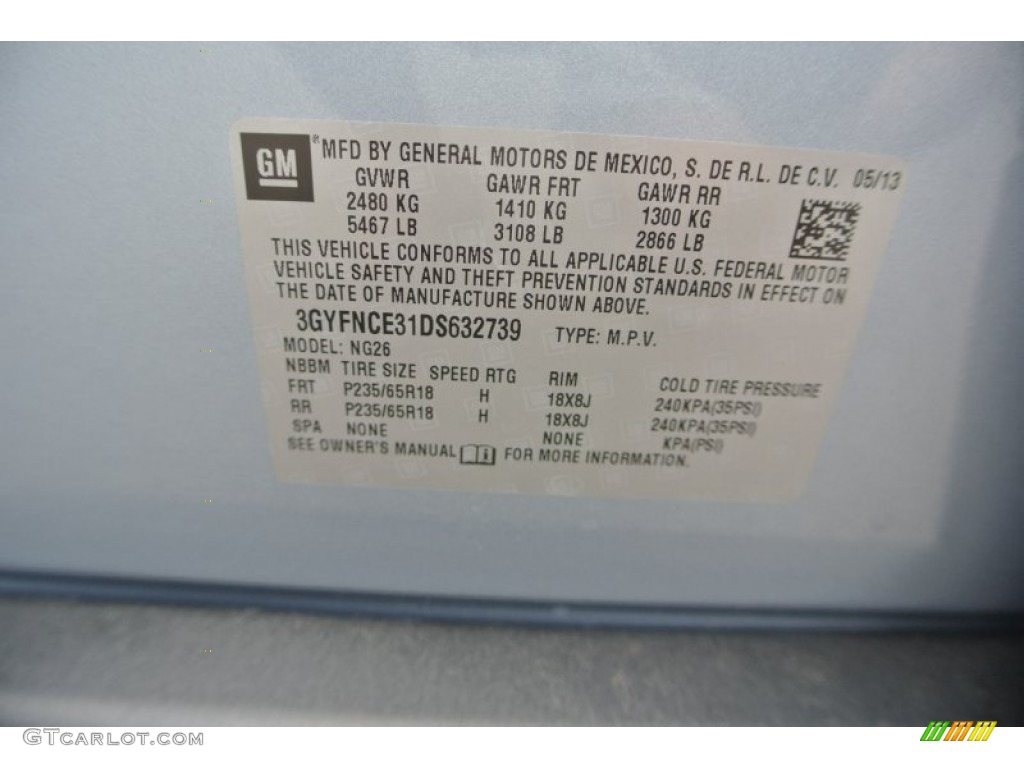 GM ® MFD BY GENERAL MOTORS DE MEXICO, S. DE R.L. DE C.V. 05/13
GVWR GAWR FRT GAWR RR
2480 KG 1410 KG 1300 KG
5467 LB 3108 LB 2866 LB
THIS VEHICLE CONFORMS TO ALL APPLICABLE U.S. FEDERAL MOTOR
VEHICLE SAFETY AND THEFT PREVENTION STANDARDS IN EFFECT ON
THE DATE OF MANUFACTURE SHOWN ABOVE.
3GYFNCE31DS632739 TYPE: M.P.V.
MODEL: NG26
NBBM TIRE SIZE SPEED RTG RIM COLD TIRE PRESSURE
FRT P235/65R18 H 18X8J 240KPA(35PSI)
RR P235/65R18 H 18X8J 240KPA(35PSI)
SPA NONE NONE KPA(PSI)
SEE OWNER'S MANUAL FOR MORE INFORMATION.
GTCarlot.com